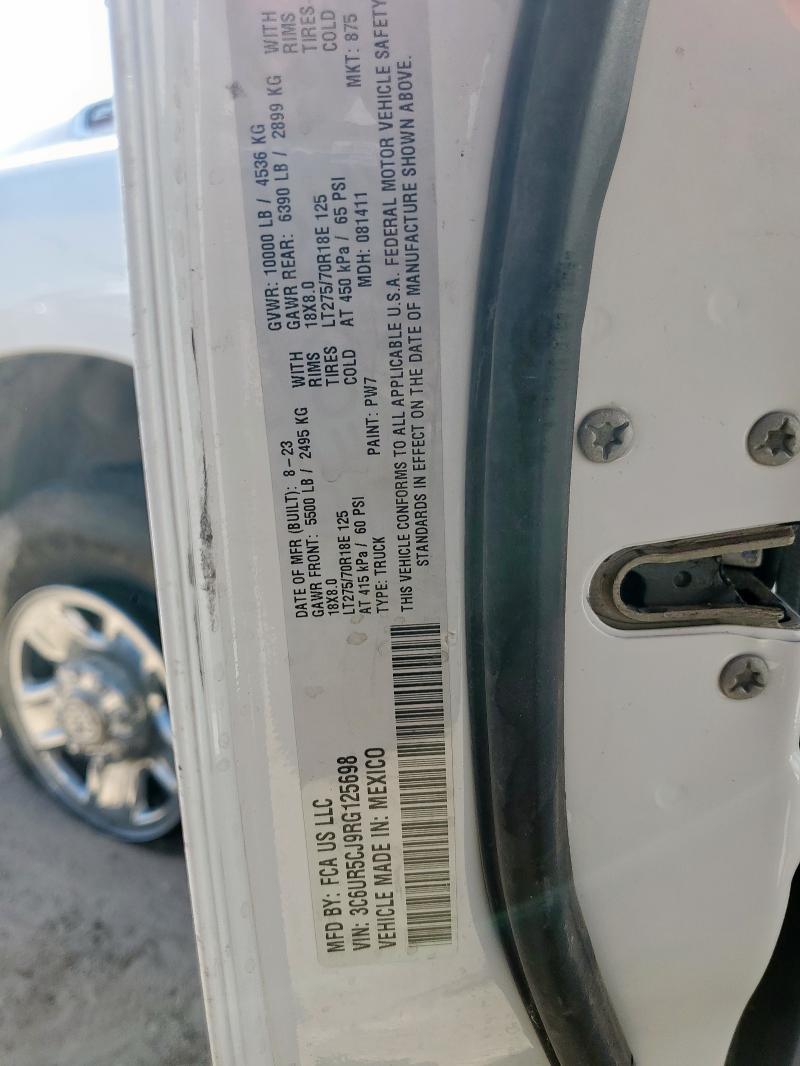 MFD BY: FCA US LLC
VIN: 3C6UR5CJ9RG125698
VEHICLE MADE IN: MEXICO
DATE OF MFR (BUILT): 8-23
GAWR FRONT: 5500 LB / 2495 KG WITH
18X8.0 RIMS
LT275/70R18E 125 TIRES
AT 415 kPa / 60 PSI COLD
TYPE: TRUCK PAINT: PW7
GVWR: 10000 LB / 4536 KG
GAWR REAR: 6390 LB / 2899 KG WITH
18X8.0 RIMS
LT275/70R18E 125 TIRES
AT 450 kPa / 65 PSI COLD
MDH: 081411 MKT: 875
THIS VEHICLE CONFORMS TO ALL APPLICABLE U.S.A. FEDERAL MOTOR VEHICLE SAFETY
STANDARDS IN EFFECT ON THE DATE OF MANUFACTURE SHOWN ABOVE.